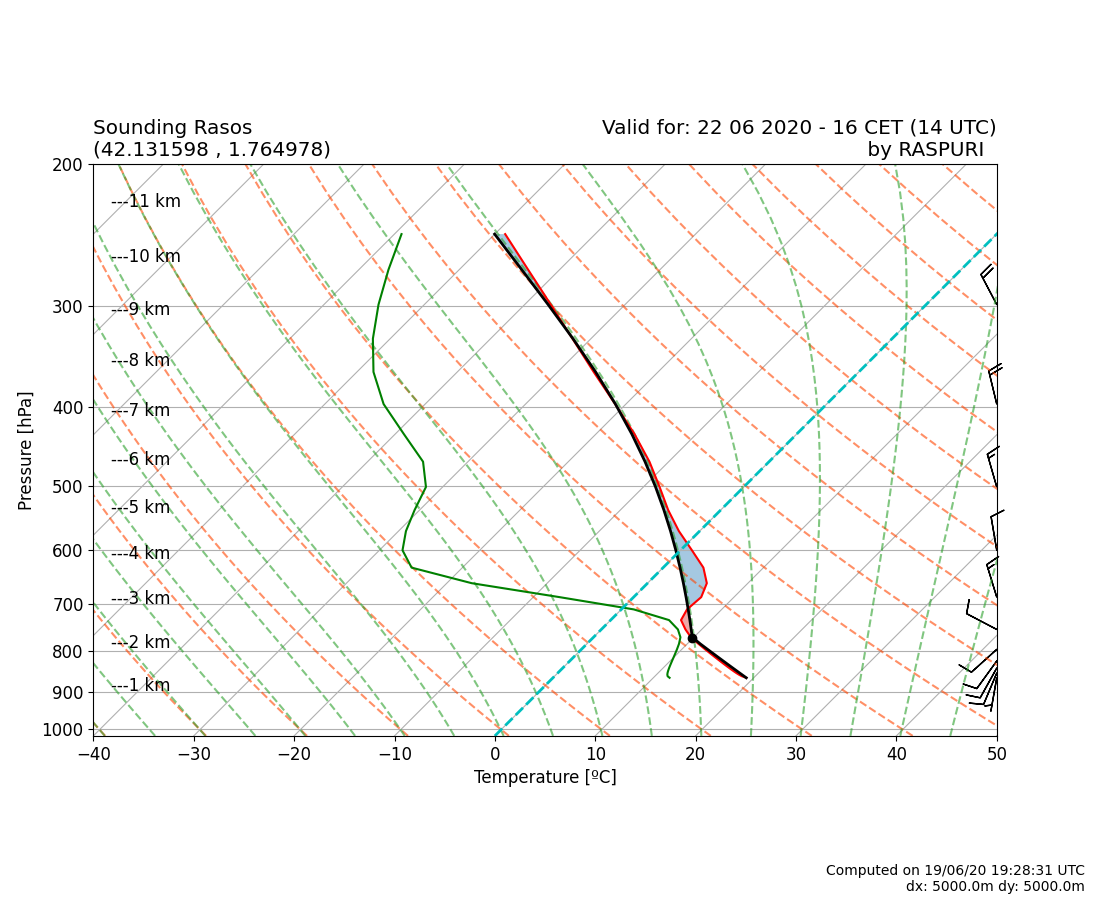 Sounding Rasos
(42.131598 , 1.764978)
Valid for: 22 06 2020 - 16 CET (14 UTC)
by RASPURI
200
300
400
500
600
700
800
900
1000
Pressure [hPa]
---11 km
---10 km
---9 km
---8 km
---7 km
---6 km
---5 km
---4 km
---3 km
---2 km
---1 km
−40 −30 −20 −10 0 10 20 30 40 50
Temperature [ºC]
Computed on 19/06/20 19:28:31 UTC
dx: 5000.0m dy: 5000.0m